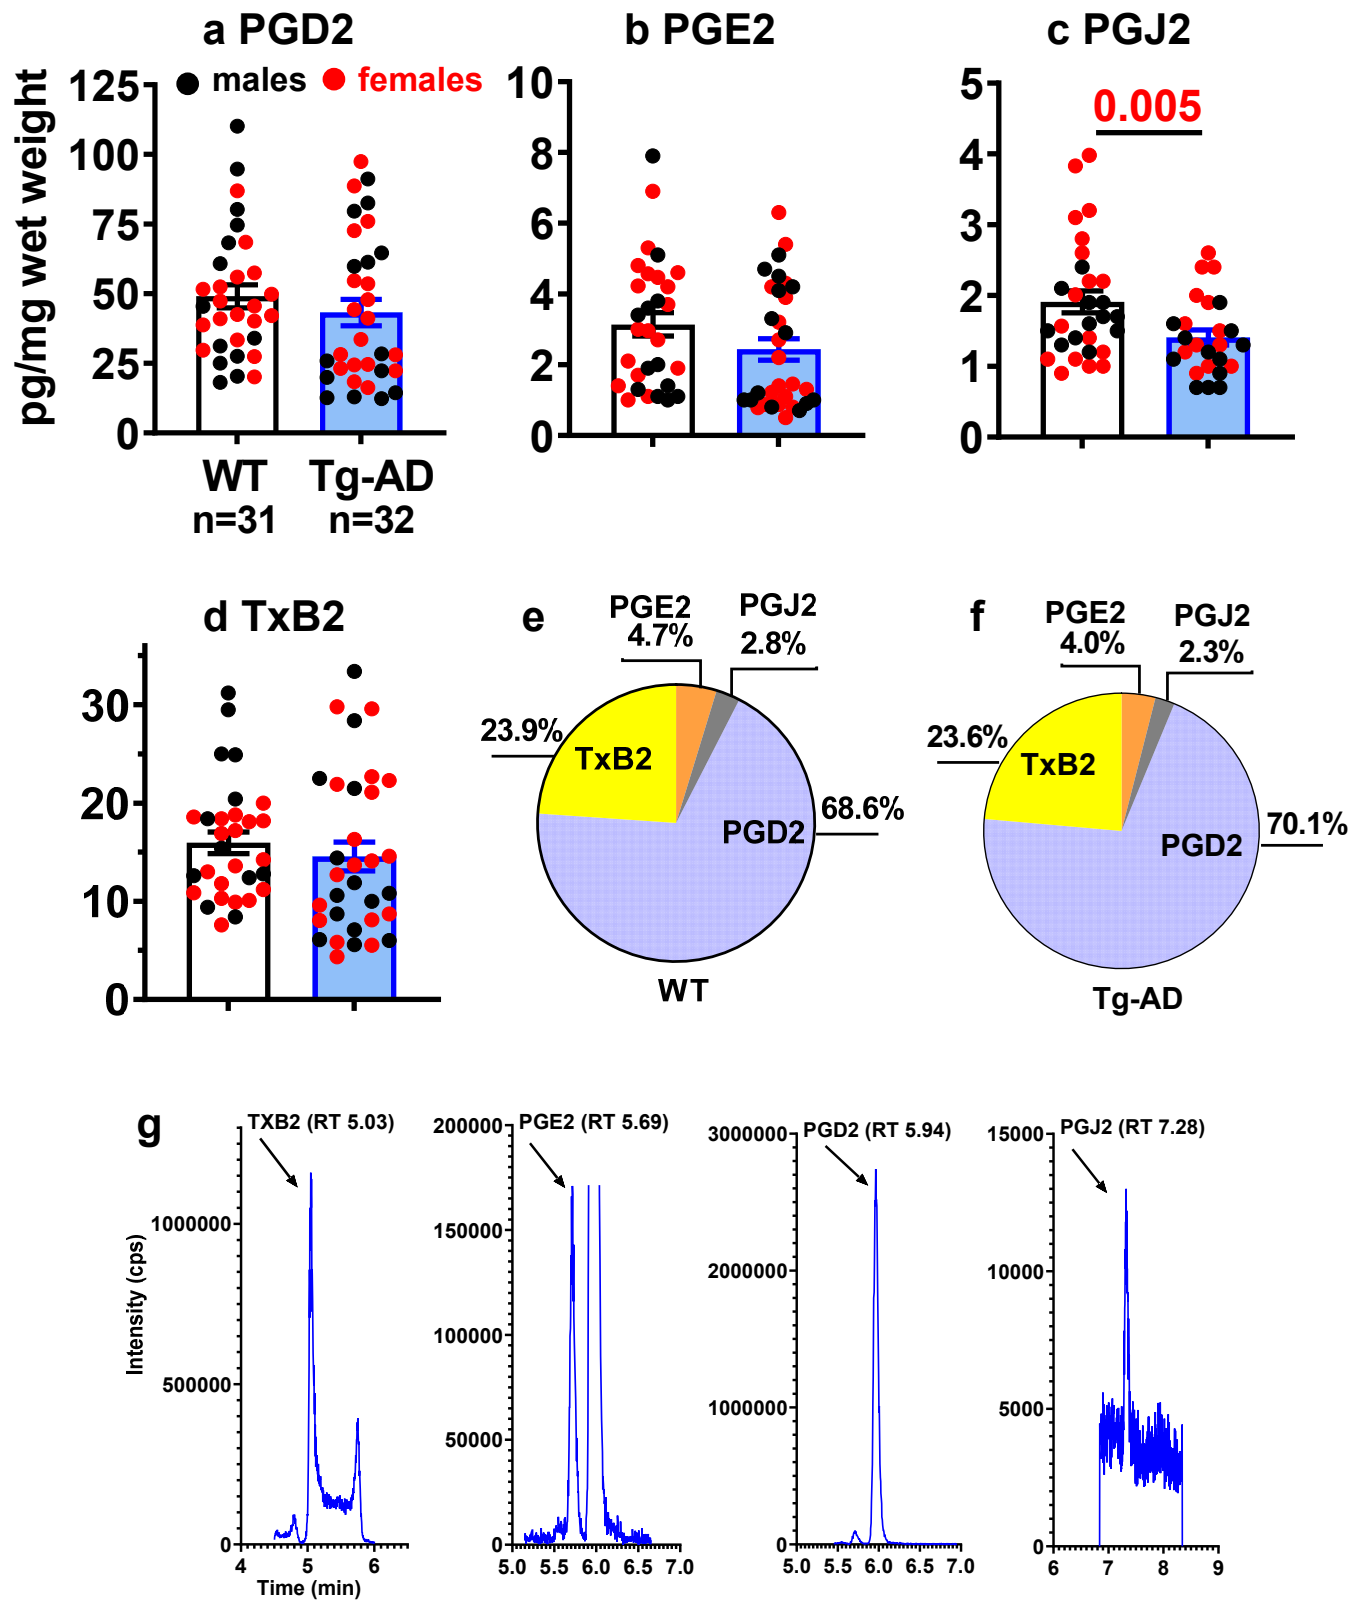 a PGD2
b PGE2
c PGJ2
males
females
pg/mg wet weight
125
100
75
50
25
0
WT
Tg-AD
n=31
n=32
10
8
6
4
2
0
0.005
5
4
3
2
1
0
d TxB2
30
20
10
0
e
PGE2
4.7%
PGJ2
2.8%
23.9%
TxB2
68.6%
PGD2
WT
f
PGE2
4.0%
PGJ2
2.3%
23.6%
TxB2
70.1%
PGD2
Tg-AD
g
TXB2 (RT 5.03)
Intensity (cps)
1000000
500000
0
4
5
6
Time (min)
PGE2 (RT 5.69)
200000
150000
100000
50000
0
5.0
5.5
6.0
6.5
7.0
PGD2 (RT 5.94)
3000000
2000000
1000000
0
5.0
5.5
6.0
6.5
7.0
PGJ2 (RT 7.28)
15000
10000
5000
0
6
7
8
9